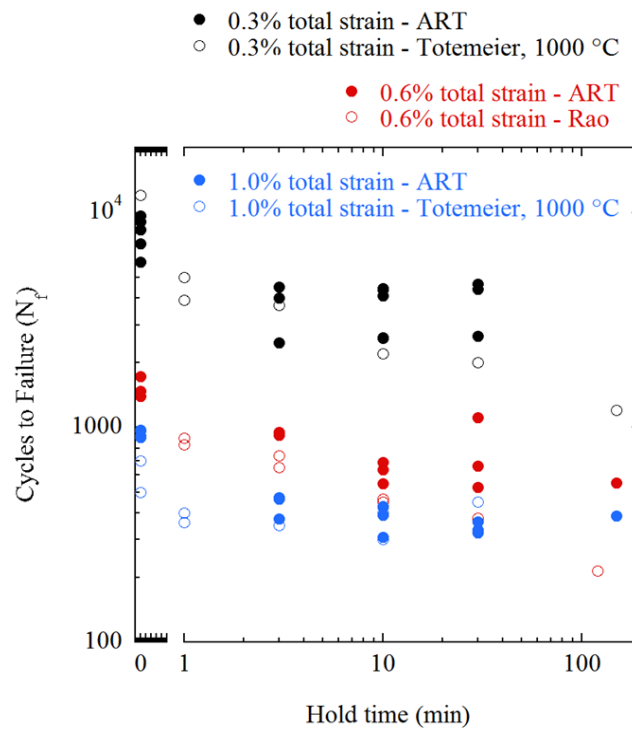 0.3% total strain - ART
0.3% total strain - Totemeier, 1000 °C
0.6% total strain - ART
0.6% total strain - Rao
1.0% total strain - ART
1.0% total strain - Totemeier, 1000 °C
10⁴
1000
100
Cycles to Failure (N_f)
0 1 10 100
Hold time (min)